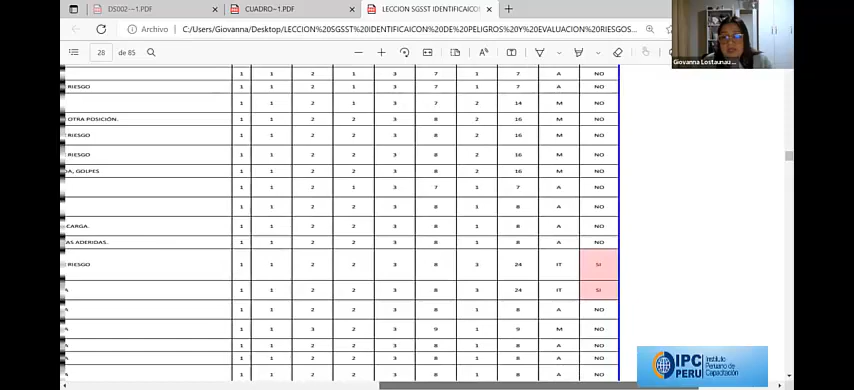 DS002~1.PDF CUADRO~1.PDF LECCION SGSST IDENTIFICAICON
Archivo C:/Users/Giovanna/Desktop/LECCION%20SGSST%20IDENTIFICAICON%20DE%20PELIGROS%20Y%20EVALUACION%20RIESGOS...
28 de 85
Giovanna Lostaunau...
1 1 2 1 3 7 1 7 A NO
RIESGO 1 1 2 1 3 7 1 7 A NO
1 1 2 1 3 7 2 14 M NO
OTRA POSICIÓN. 1 1 2 2 3 8 2 16 M NO
RIESGO 1 1 2 2 3 8 2 16 M NO
RIESGO 1 1 2 2 3 8 2 16 M NO
DA, GOLPES 1 1 2 2 3 8 2 16 M NO
1 1 2 1 3 7 1 7 A NO
1 1 2 2 3 8 1 8 A NO
CARGA. 1 1 2 2 3 8 1 8 A NO
AS ADERIDAS. 1 1 2 2 3 8 1 8 A NO
RIESGO 1 1 2 2 3 8 3 24 IT SI
A 1 1 2 2 3 8 3 24 IT SI
1 1 2 2 3 8 1 8 A NO
A 1 1 3 2 3 9 1 9 M NO
A 1 1 2 2 3 8 1 8 A NO
A 1 1 2 2 3 8 1 8 A NO
A 1 1 2 2 3 8 1 8 A NO
IPC PERU
Instituto
Peruano de
Capacitación